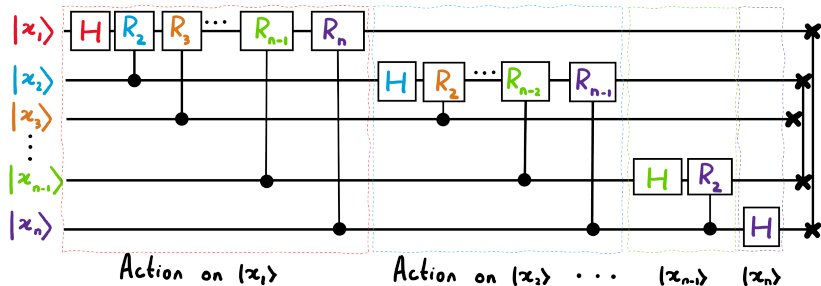 |x₁⟩ H R₂ R₃ ... Rₙ₋₁ Rₙ
|x₂⟩ H R₂ ... Rₙ₋₂ Rₙ₋₁
|x₃⟩
⋮
|xₙ₋₁⟩ H R₂
|xₙ⟩ H
Action on |x₁⟩ Action on |x₂⟩ ... |xₙ₋₁⟩ |xₙ⟩